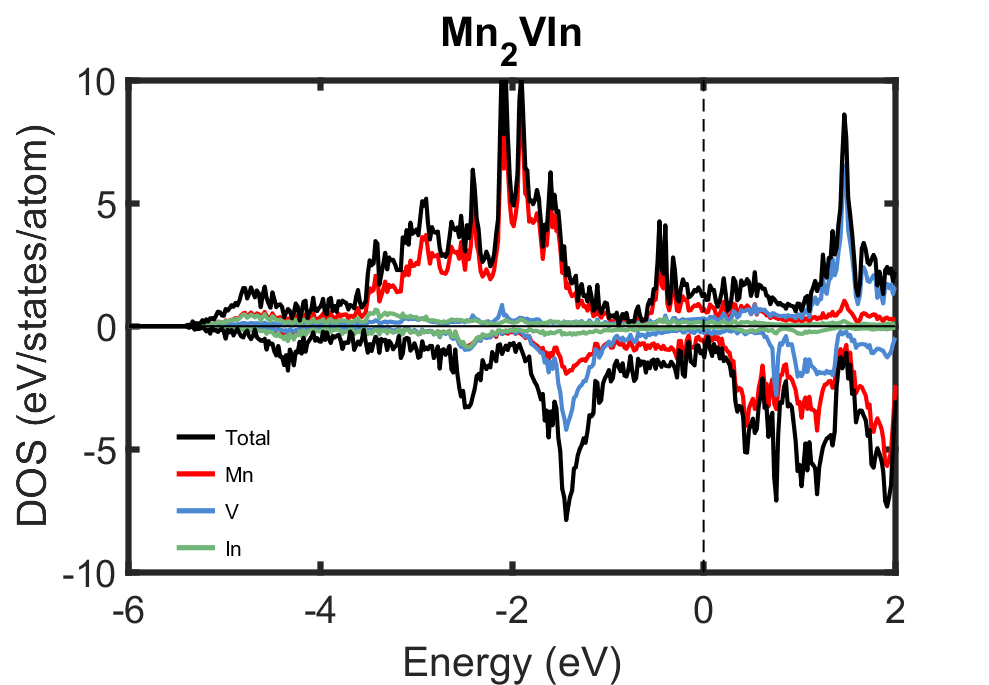 Mn2VIn
10
5
0
-5
-10
DOS (eV/states/atom)
Total
Mn
V
In
-6
-4
-2
0
2
Energy (eV)